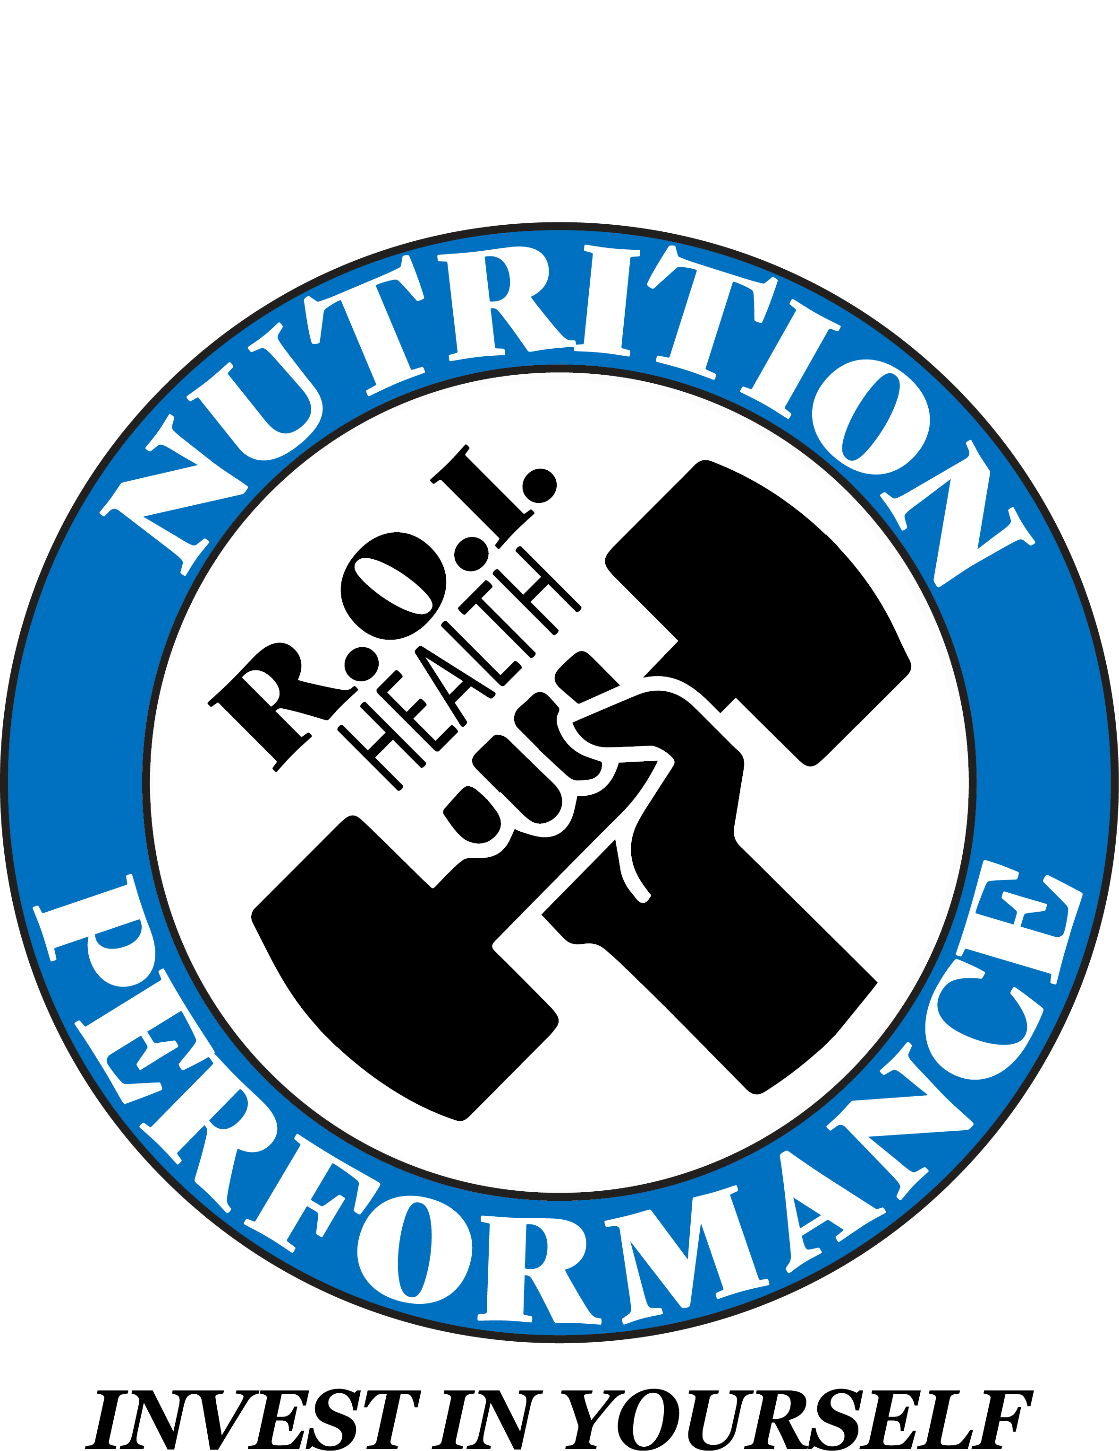 NUTRITION
R.O.I.
HEALTH
PERFORMANCE
INVEST IN YOURSELF